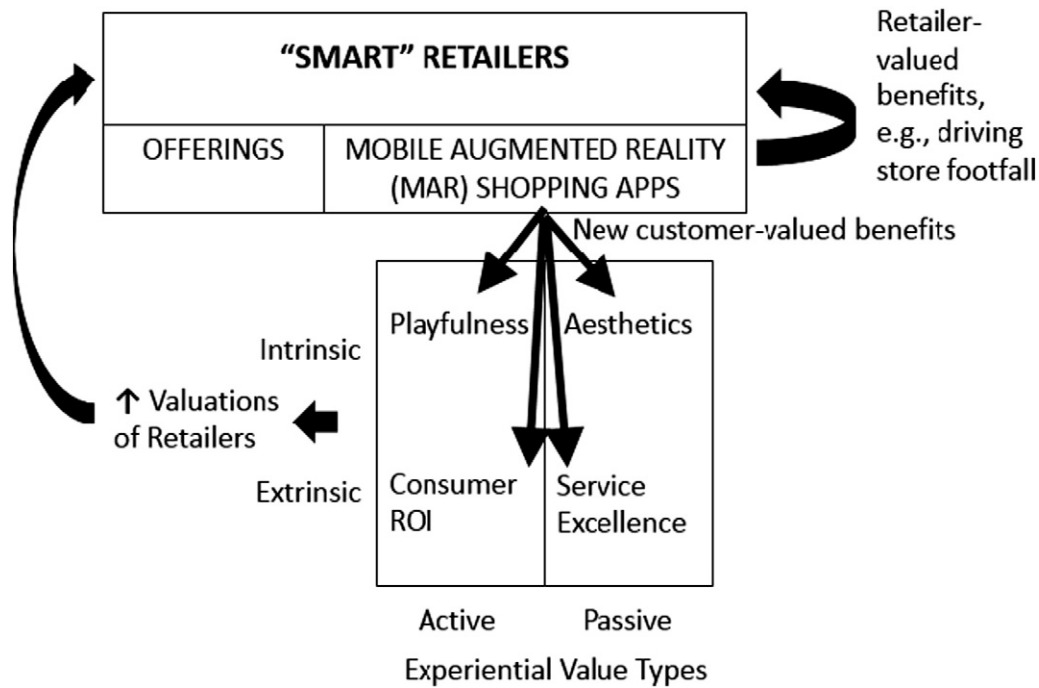 “SMART” RETAILERS
OFFERINGS
MOBILE AUGMENTED REALITY
(MAR) SHOPPING APPS
Retailer-
valued
benefits,
e.g., driving
store footfall
New customer-valued benefits
Playfulness
Aesthetics
Intrinsic
↑ Valuations
of Retailers
Extrinsic
Consumer
ROI
Service
Excellence
Active
Passive
Experiential Value Types